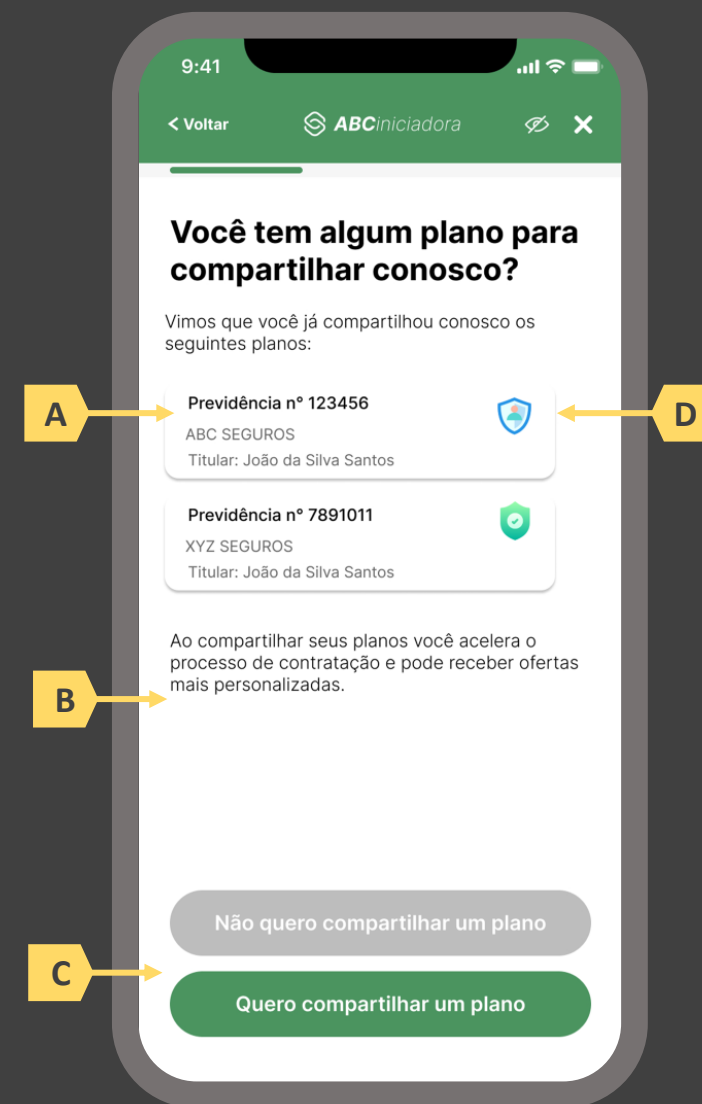 9:41
< Voltar
ABCiniciadora
Você tem algum plano para
compartilhar conosco?
Vimos que você já compartilhou conosco os
seguintes planos:
A
Previdência n° 123456
ABC SEGUROS
Titular: João da Silva Santos
D
Previdência n° 7891011
XYZ SEGUROS
Titular: João da Silva Santos
Ao compartilhar seus planos você acelera o
processo de contratação e pode receber ofertas
mais personalizadas.
B
Não quero compartilhar um plano
C
Quero compartilhar um plano